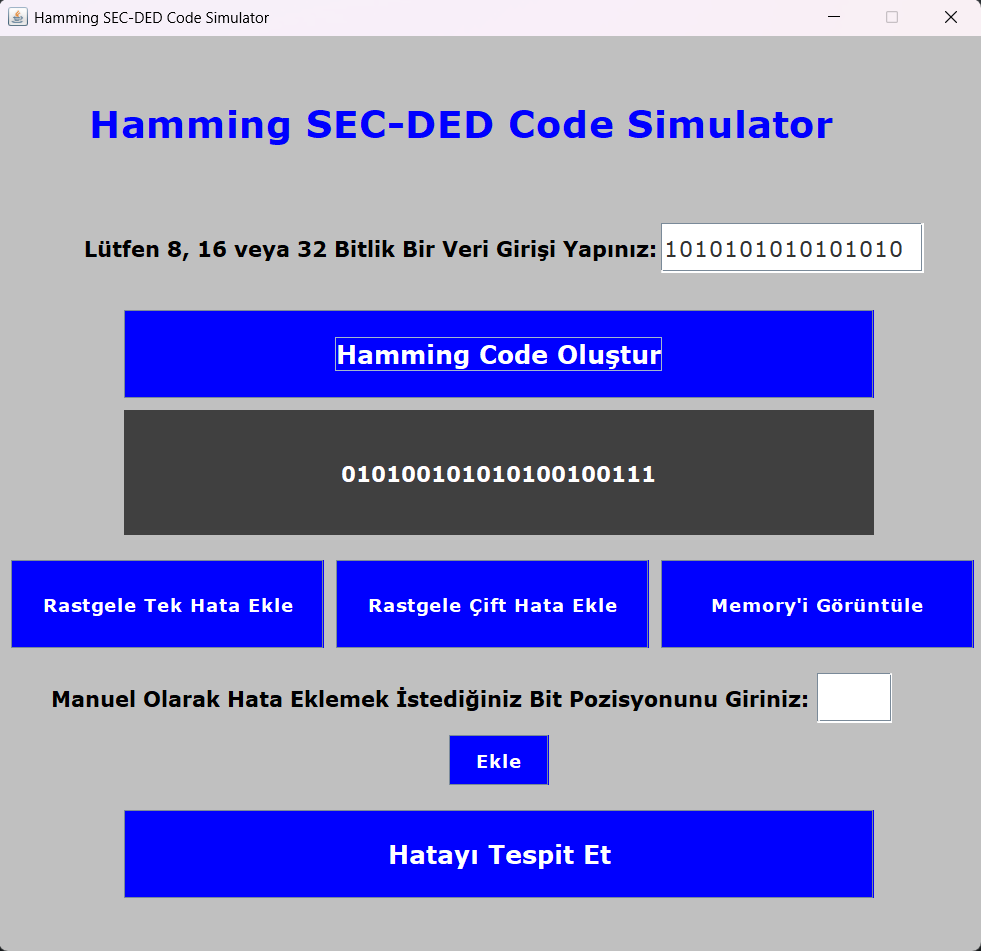 Hamming SEC-DED Code Simulator
Hamming SEC-DED Code Simulator
Lütfen 8, 16 veya 32 Bitlik Bir Veri Girişi Yapınız: 1010101010101010
Hamming Code Oluştur
010100101010100100111
Rastgele Tek Hata Ekle Rastgele Çift Hata Ekle Memory'i Görüntüle
Manuel Olarak Hata Eklemek İstediğiniz Bit Pozisyonunu Giriniz:
Ekle
Hatayı Tespit Et